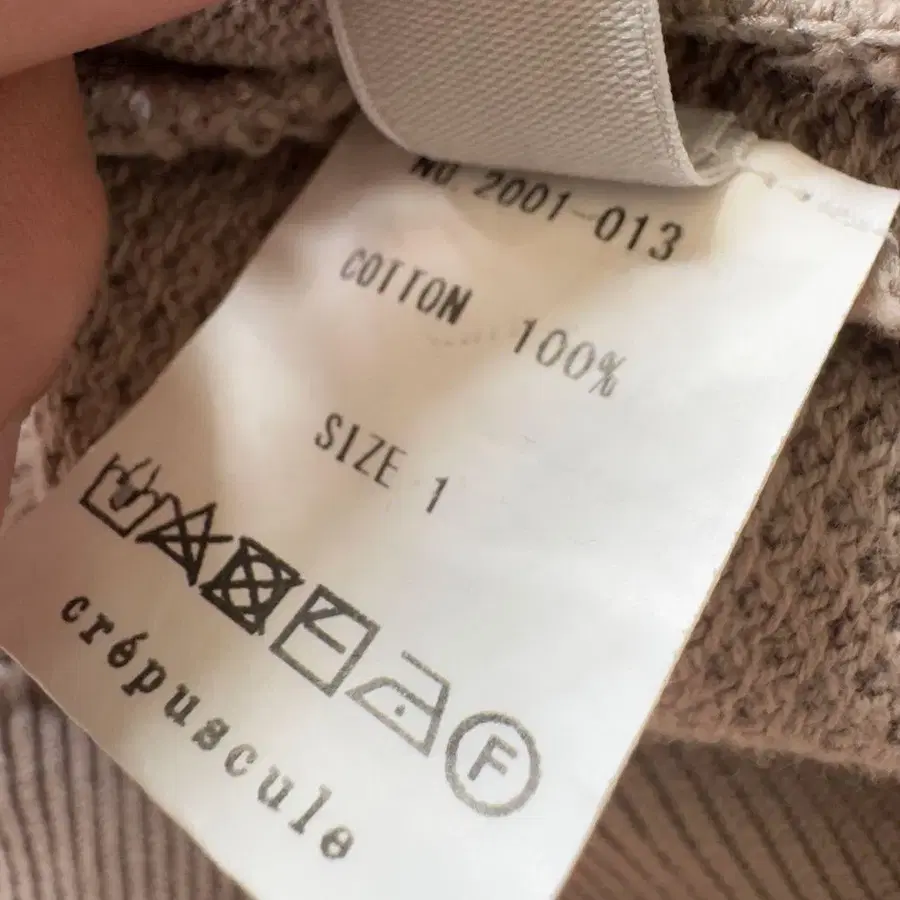 NO. 2001-013
COTTON 100%
SIZE 1
F
crépuscule